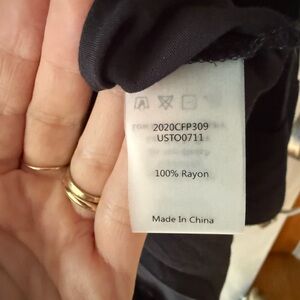 2020CFP309
USTO0711
100% Rayon
Made In China